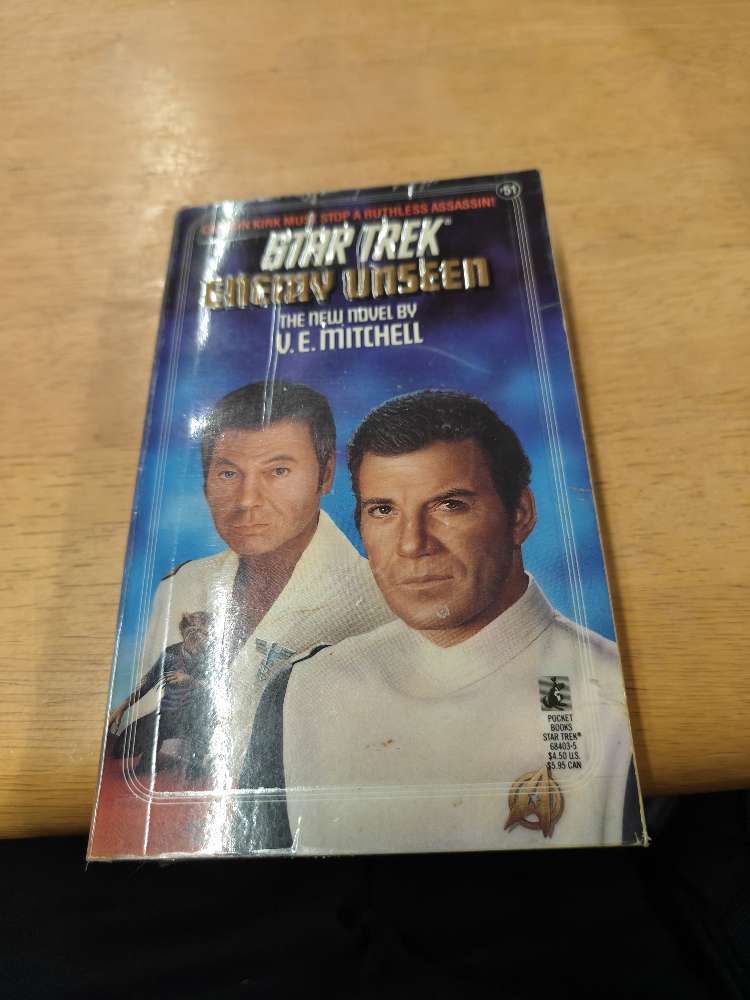 #51
CAPTAIN KIRK MUST STOP A RUTHLESS ASSASSIN!
STAR TREK®
ENEMY UNSEEN
THE NEW NOVEL BY
V. E. MITCHELL
POCKET
BOOKS
STAR TREK®
68403-5
$4.50 U.S.
$5.95 CAN